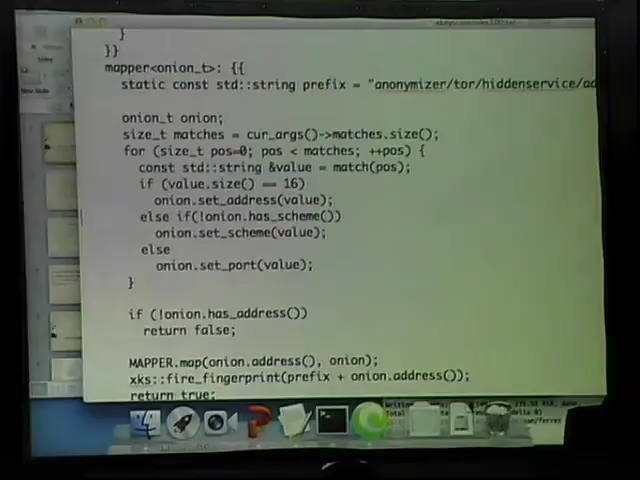 }
}}
mapper<onion_t>: {{
static const std::string prefix = "anonymizer/tor/hiddenservice/ad
onion_t onion;
size_t matches = cur_args()->matches.size();
for (size_t pos=0; pos < matches; ++pos) {
const std::string &value = match(pos);
if (value.size() == 16)
onion.set_address(value);
else if(!onion.has_scheme())
onion.set_scheme(value);
else
onion.set_port(value);
}
if (!onion.has_address())
return false;
MAPPER.map(onion.address(), onion);
xks::fire_fingerprint(prefix + onion.address());
return true;